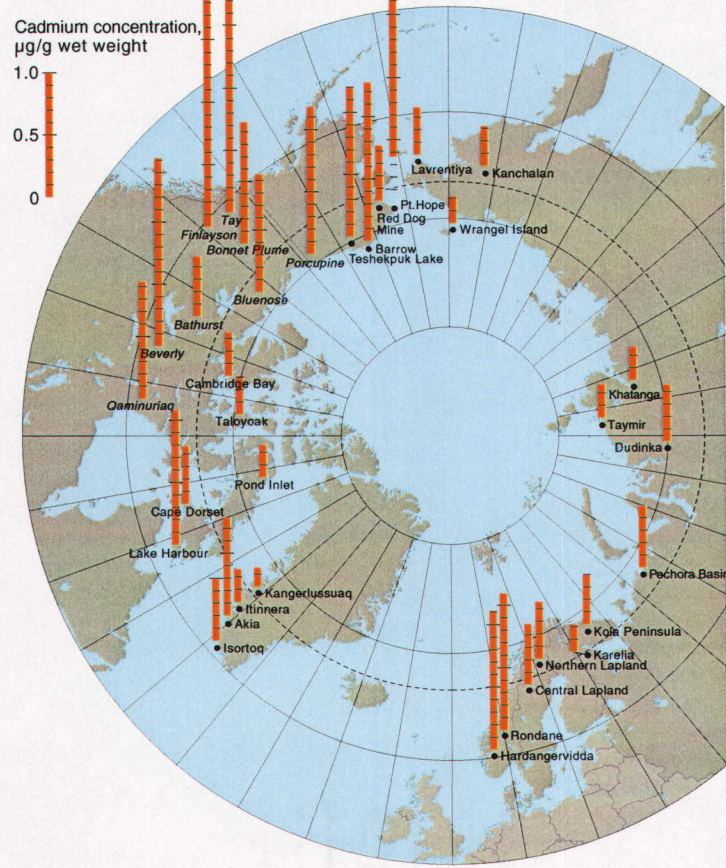 Cadmium concentration,
µg/g wet weight
1.0
0.5
0
Lavrentiya
Kanchalan
Tay
Finlayson
Pt.Hope
Red Dog
Mine
Wrangel Island
Bonnet Plume
Porcupine
Barrow
Teshekpuk Lake
Bluenose
Bathurst
Beverly
Cambridge Bay
Khatanga
Qaminuriaq
Taloyoak
Taymir
Dudinka
Pond Inlet
Cape Dorset
Lake Harbour
Pechora Basin
Kangerlussuaq
Itinnera
Akia
Isortoq
Kola Peninsula
Karelia
Northern Lapland
Central Lapland
Rondane
Hardangervidda